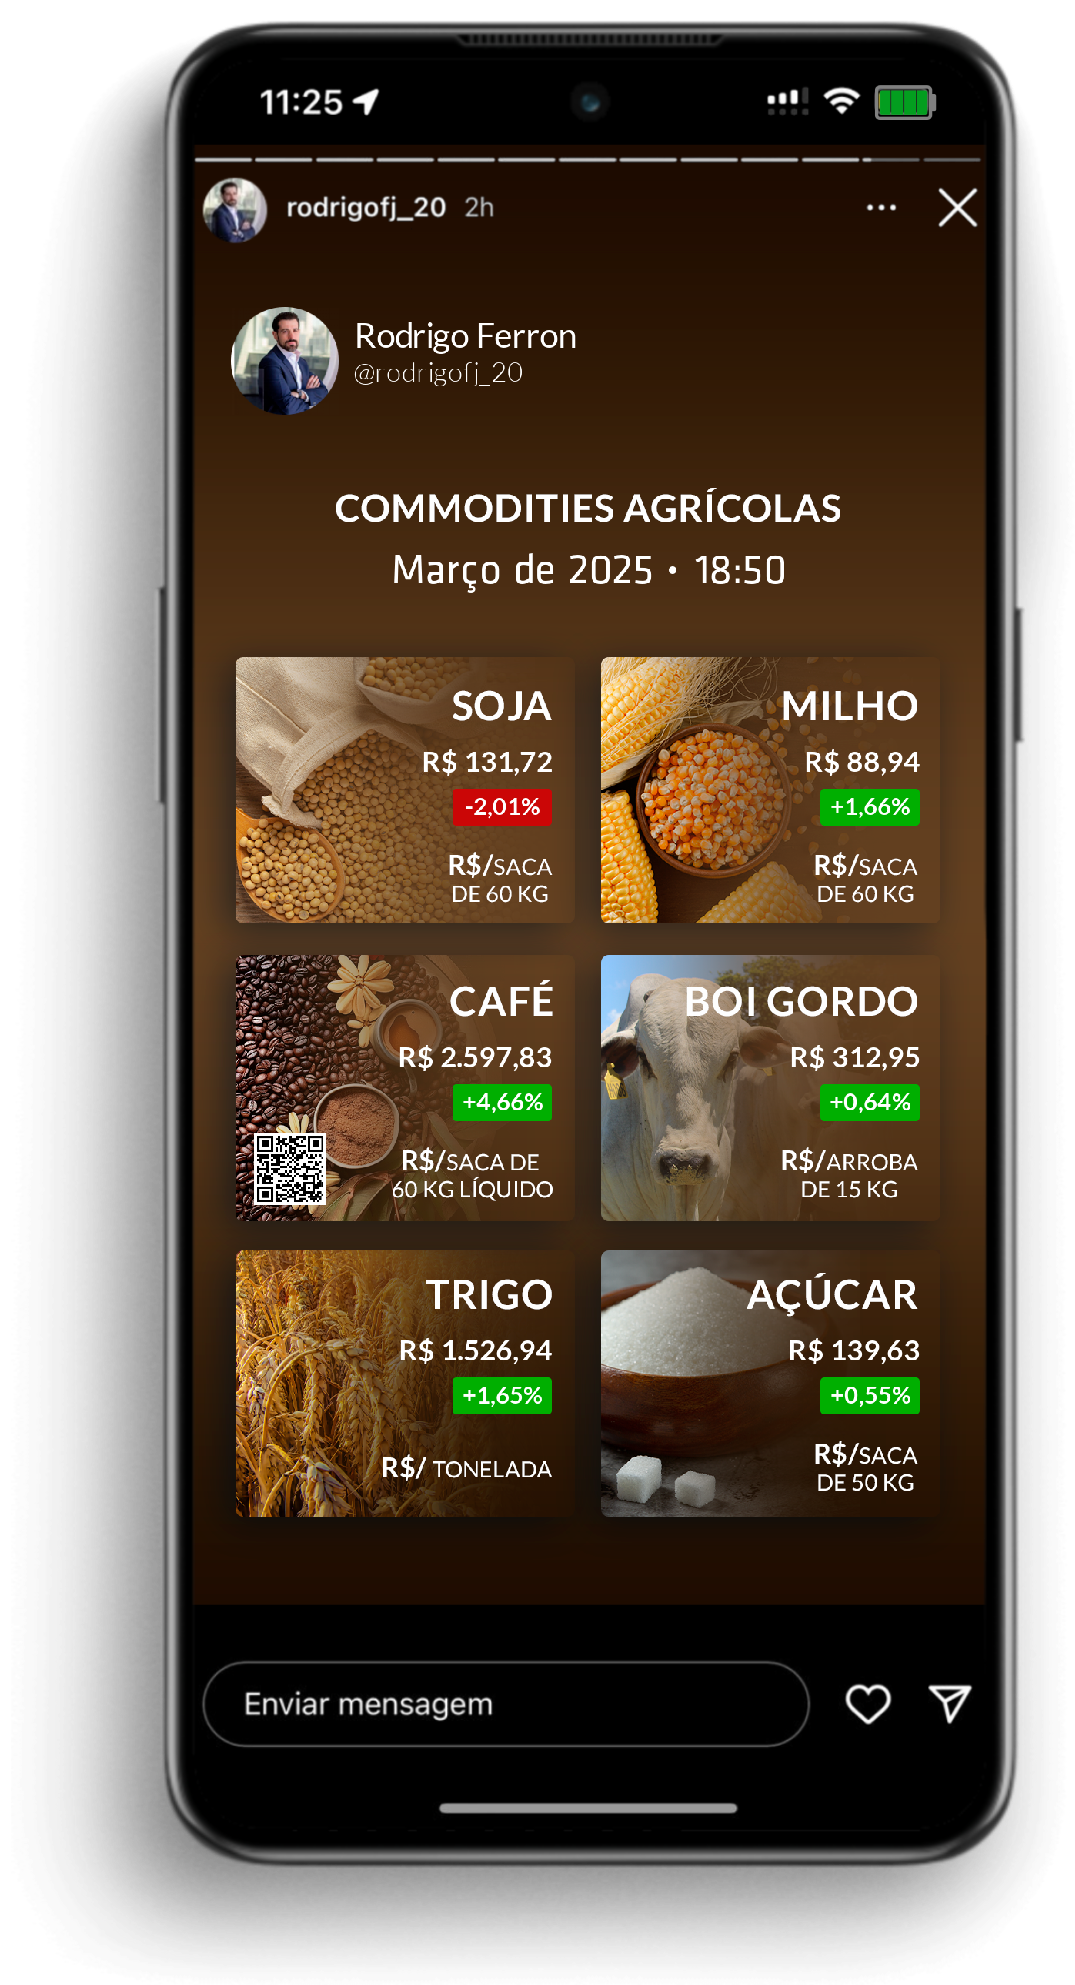 11:25
rodrigofj_20 2h
Rodrigo Ferron
@rodrigofj_20
COMMODITIES AGRÍCOLAS
Março de 2025 • 18:50
SOJA
R$ 131,72
-2,01%
R$/SACA
DE 60 KG
MILHO
R$ 88,94
+1,66%
R$/SACA
DE 60 KG
CAFÉ
R$ 2.597,83
+4,66%
R$/SACA DE
60 KG LÍQUIDO
BOI GORDO
R$ 312,95
+0,64%
R$/ARROBA
DE 15 KG
TRIGO
R$ 1.526,94
+1,65%
R$/ TONELADA
AÇÚCAR
R$ 139,63
+0,55%
R$/SACA
DE 50 KG
Enviar mensagem